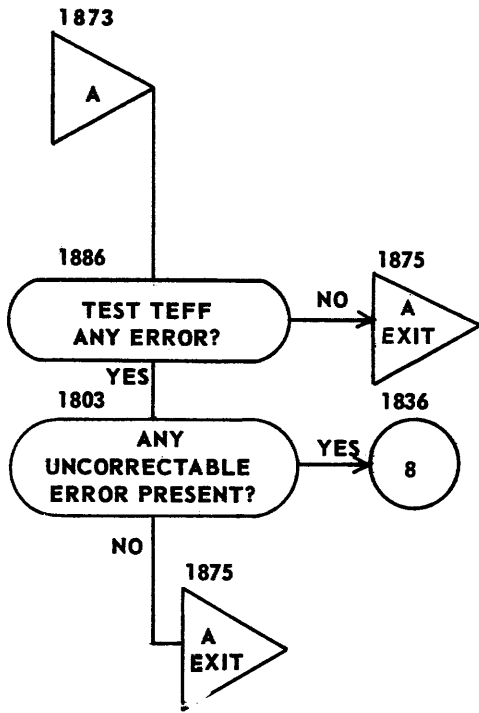 1873
A
1886
TEST TEFF
ANY ERROR?
NO
1875
A
EXIT
YES
1803
ANY
UNCORRECTABLE
ERROR PRESENT?
YES
1836
8
NO
1875
A
EXIT